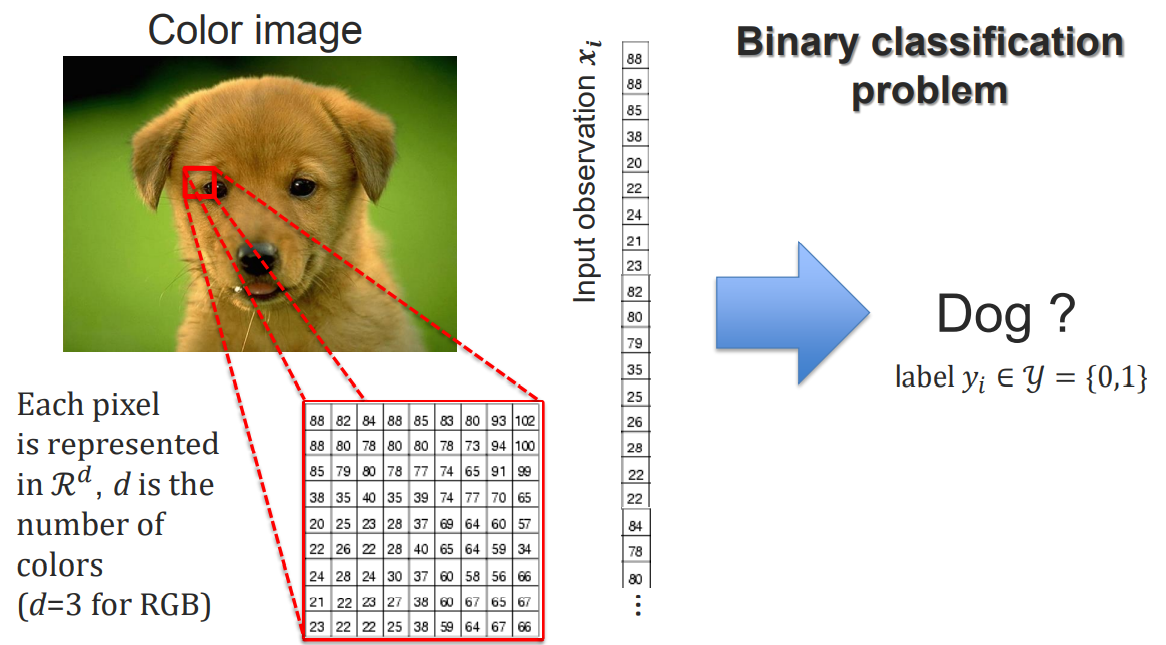 Color image
Each pixel
is represented
in ℛᵈ, d is the
number of
colors
(d=3 for RGB)
88 82 84 88 85 83 80 93 102
88 80 78 80 80 78 73 94 100
85 79 80 78 77 74 65 91 99
38 35 40 35 39 74 77 70 65
20 25 23 28 37 69 64 60 57
22 26 22 28 40 65 64 59 34
24 28 24 30 37 60 58 56 66
21 22 23 27 38 60 67 65 67
23 22 22 25 38 59 64 67 66
Input observation xᵢ
88
88
85
38
20
22
24
21
23
82
80
79
35
25
26
28
22
22
84
78
80
⋮
Binary classification
problem
Dog ?
label yᵢ ∈ 𝒴 = {0,1}